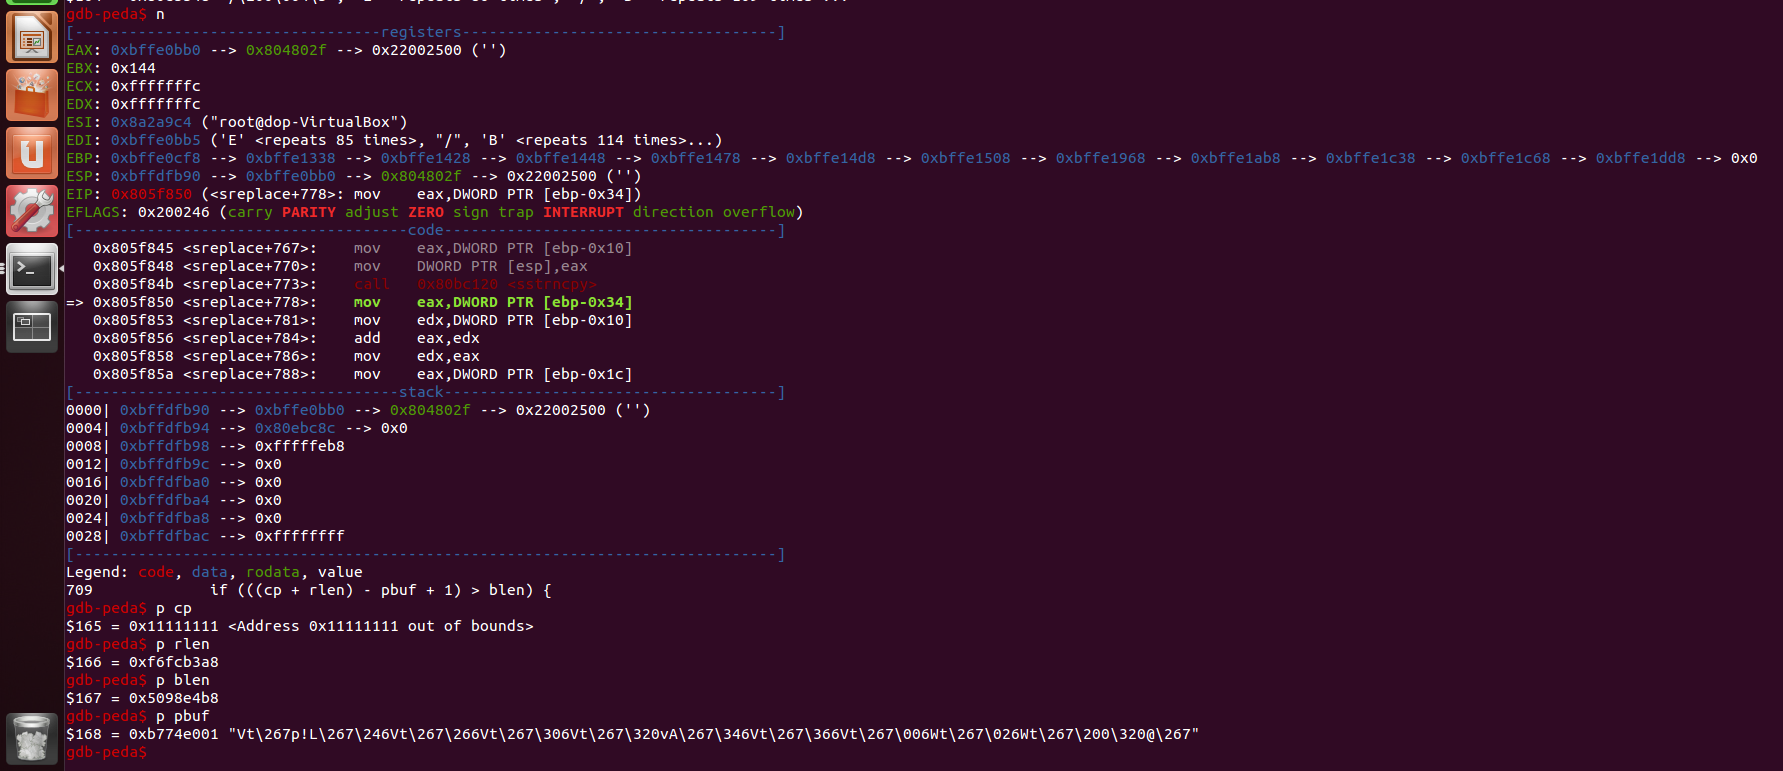 gdb-peda$ n
[----------------------------------registers-----------------------------------]
EAX: 0xbffe0bb0 --> 0x804802f --> 0x22002500 ('')
EBX: 0x144
ECX: 0xfffffffc
EDX: 0xfffffffc
ESI: 0x8a2a9c4 ("root@dop-VirtualBox")
EDI: 0xbffe0bb5 ('E' <repeats 85 times>, "/", 'B' <repeats 114 times>...)
EBP: 0xbffe0cf8 --> 0xbffe1338 --> 0xbffe1428 --> 0xbffe1448 --> 0xbffe1478 --> 0xbffe14d8 --> 0xbffe1508 --> 0xbffe1968 --> 0xbffe1ab8 --> 0xbffe1c38 --> 0xbffe1c68 --> 0xbffe1dd8 --> 0x0
ESP: 0xbffdfb90 --> 0xbffe0bb0 --> 0x804802f --> 0x22002500 ('')
EIP: 0x805f850 (<sreplace+778>: mov    eax,DWORD PTR [ebp-0x34])
EFLAGS: 0x200246 (carry PARITY adjust ZERO sign trap INTERRUPT direction overflow)
[-------------------------------------code-------------------------------------]
   0x805f845 <sreplace+767>:    mov    eax,DWORD PTR [ebp-0x10]
   0x805f848 <sreplace+770>:    mov    DWORD PTR [esp],eax
   0x805f84b <sreplace+773>:    call   0x80bc120 <sstrncpy>
=> 0x805f850 <sreplace+778>:    mov    eax,DWORD PTR [ebp-0x34]
   0x805f853 <sreplace+781>:    mov    edx,DWORD PTR [ebp-0x10]
   0x805f856 <sreplace+784>:    add    eax,edx
   0x805f858 <sreplace+786>:    mov    edx,eax
   0x805f85a <sreplace+788>:    mov    eax,DWORD PTR [ebp-0x1c]
[------------------------------------stack-------------------------------------]
0000| 0xbffdfb90 --> 0xbffe0bb0 --> 0x804802f --> 0x22002500 ('')
0004| 0xbffdfb94 --> 0x80ebc8c --> 0x0
0008| 0xbffdfb98 --> 0xfffffeb8
0012| 0xbffdfb9c --> 0x0
0016| 0xbffdfba0 --> 0x0
0020| 0xbffdfba4 --> 0x0
0024| 0xbffdfba8 --> 0x0
0028| 0xbffdfbac --> 0xffffffff
[------------------------------------------------------------------------------]
Legend: code, data, rodata, value
709             if (((cp + rlen) - pbuf + 1) > blen) {
gdb-peda$ p cp
$165 = 0x11111111 <Address 0x11111111 out of bounds>
gdb-peda$ p rlen
$166 = 0xf6fcb3a8
gdb-peda$ p blen
$167 = 0x5098e4b8
gdb-peda$ p pbuf
$168 = 0xb774e001 "Vt\267p!L\267\246Vt\267\266Vt\267\306Vt\267\320vA\267\346Vt\267\366Vt\267\006Wt\267\026Wt\267\200\320@\267"
gdb-peda$